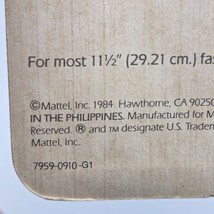 For most 11½" (29.21 cm.) fas
©Mattel, Inc. 1984. Hawthorne, CA 90250
IN THE PHILIPPINES. Manufactured for M
Reserved. ® and TM designate U.S. Tradem
Mattel, Inc.
7959-0910-G1